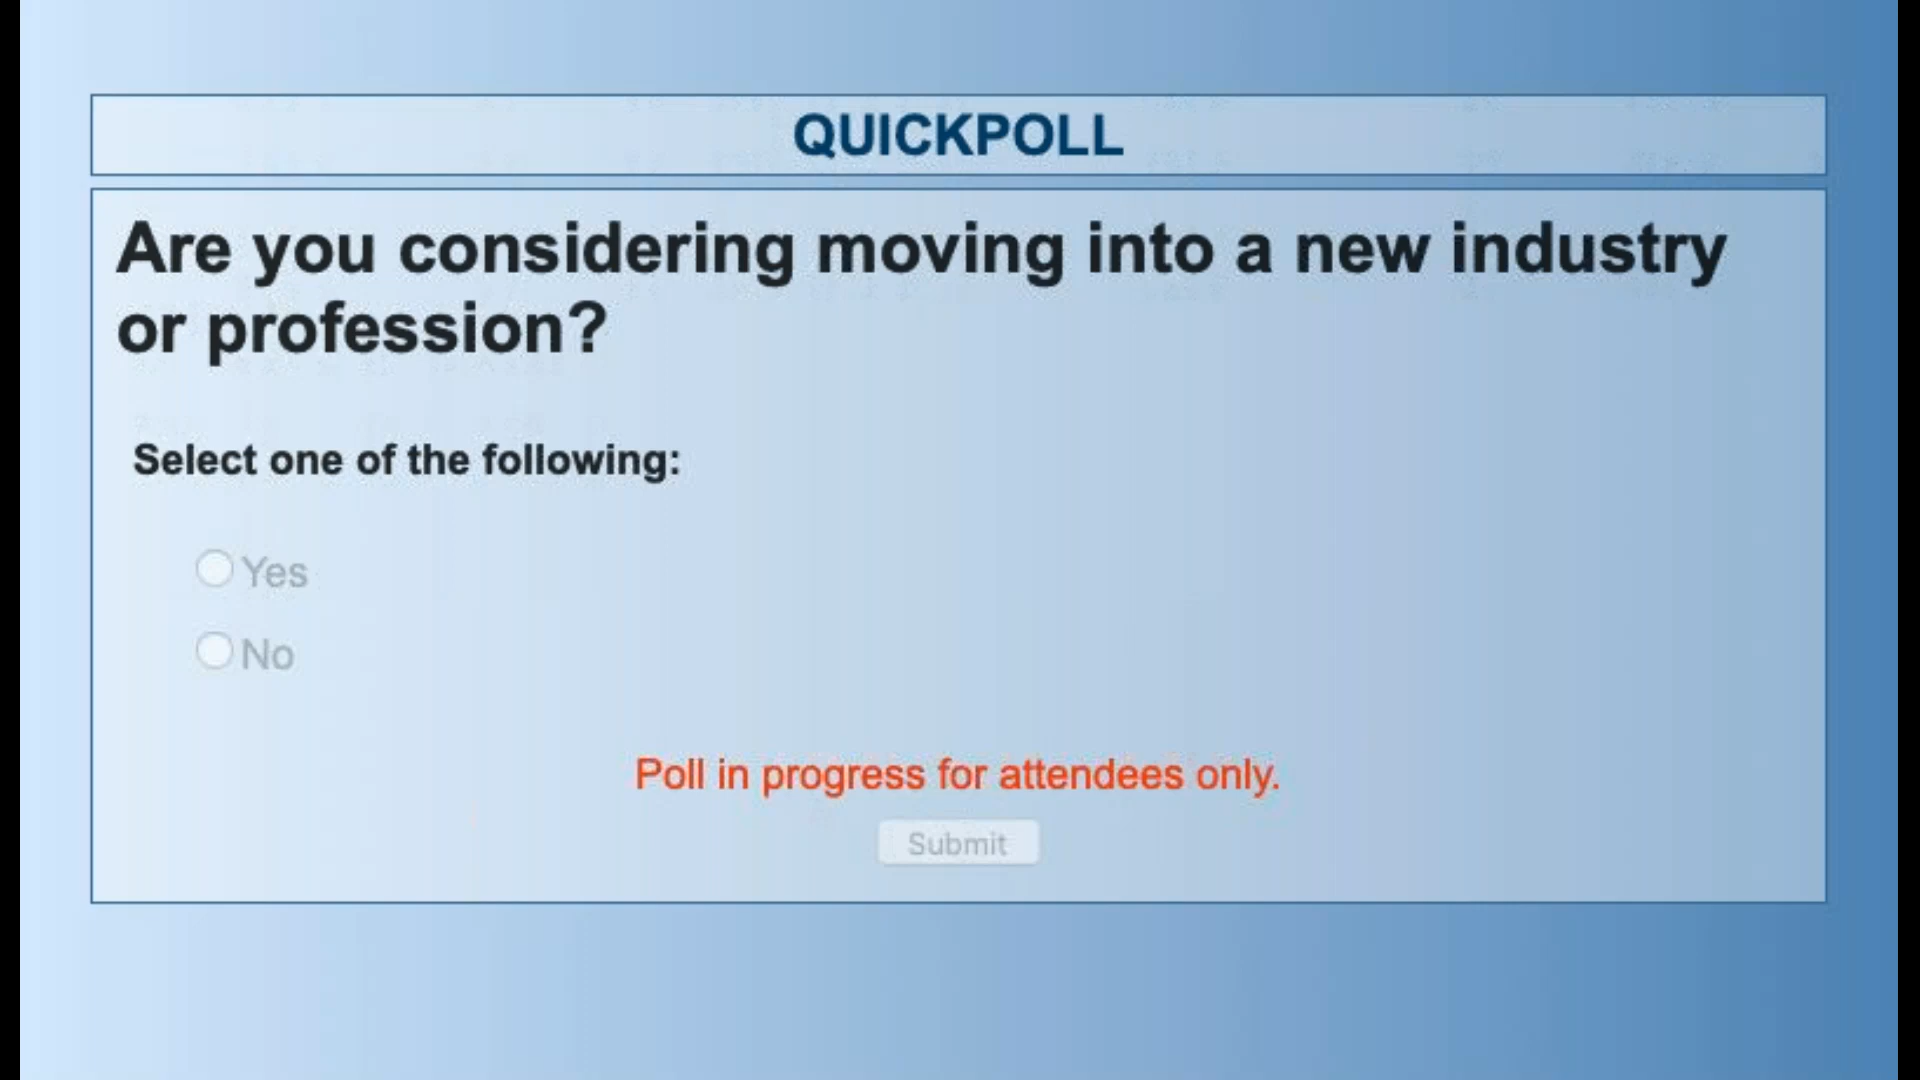 QUICKPOLL
Are you considering moving into a new industry
or profession?
Select one of the following:
Yes
No
Poll in progress for attendees only.
Submit